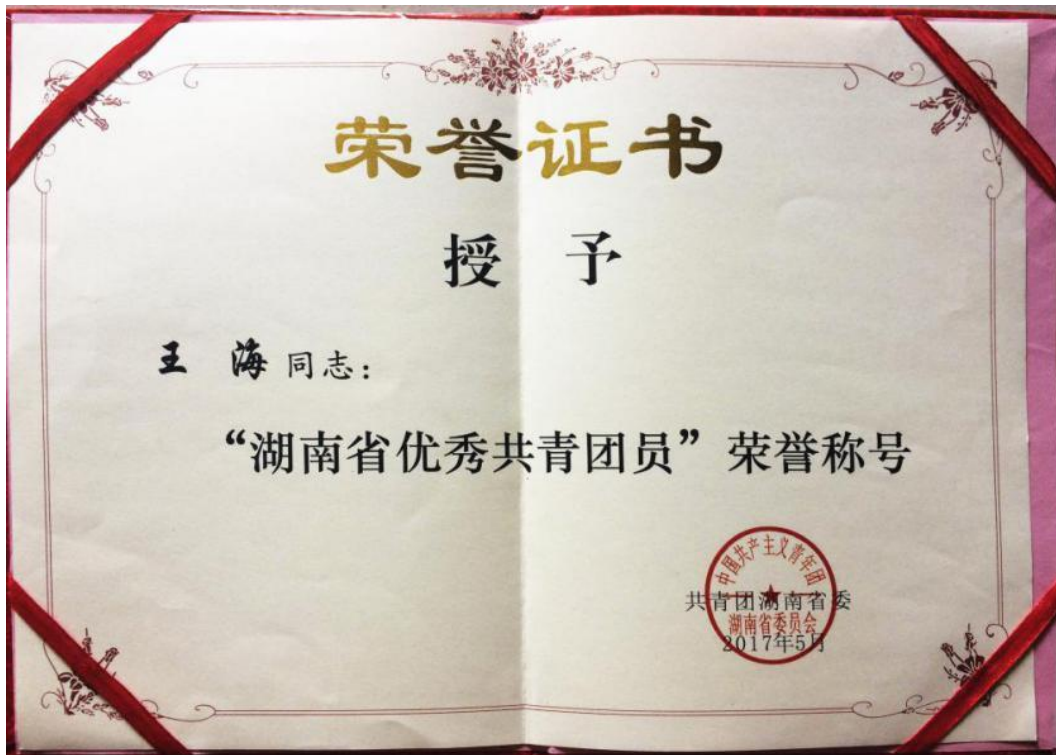 荣誉证书
授 予
王 海 同志：
“湖南省优秀共青团员”荣誉称号
中国共产主义青年团
共青团湖南省委
湖南省委员会
2017年5月